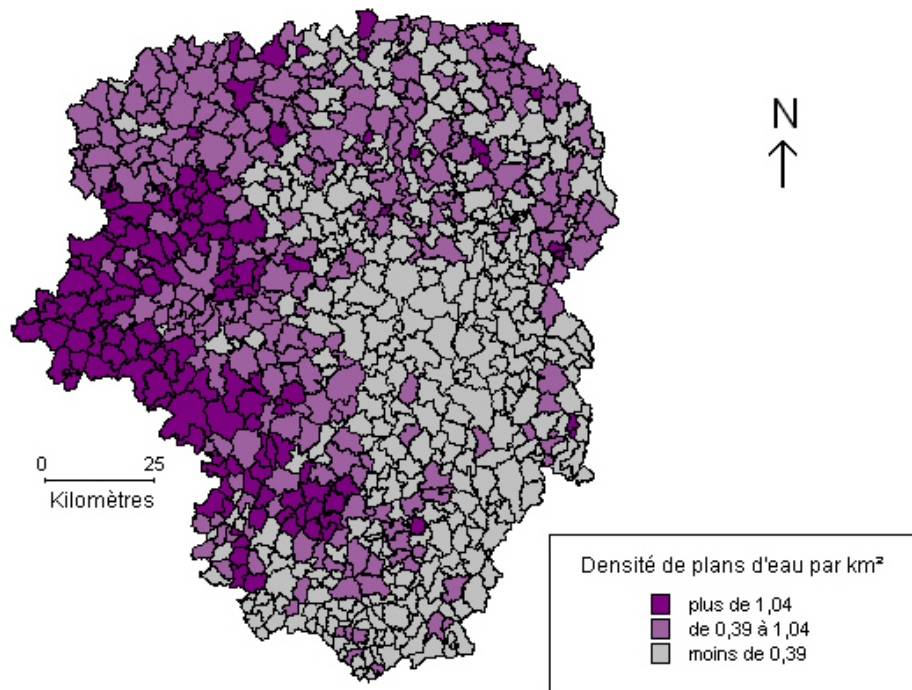 N
0 25
Kilomètres
Densité de plans d'eau par km²
plus de 1,04
de 0,39 à 1,04
moins de 0,39